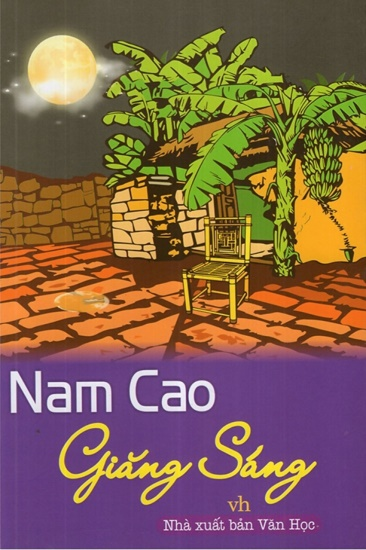 Nam Cao
Giăng Sáng
vh
Nhà xuất bản Văn Học